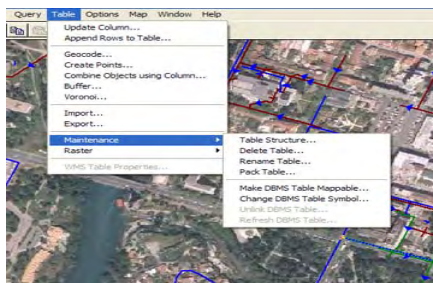 Query Table Options Map Window Help
Update Column...
Append Rows to Table...
Geocode...
Create Points...
Combine Objects using Column...
Buffer...
Voronoi...
Import...
Export...
Maintenance
Raster
WMS Table Properties...
Table Structure...
Delete Table...
Rename Table...
Pack Table...
Make DBMS Table Mappable...
Change DBMS Table Symbol...
Unlink DBMS Table...
Refresh DBMS Table...